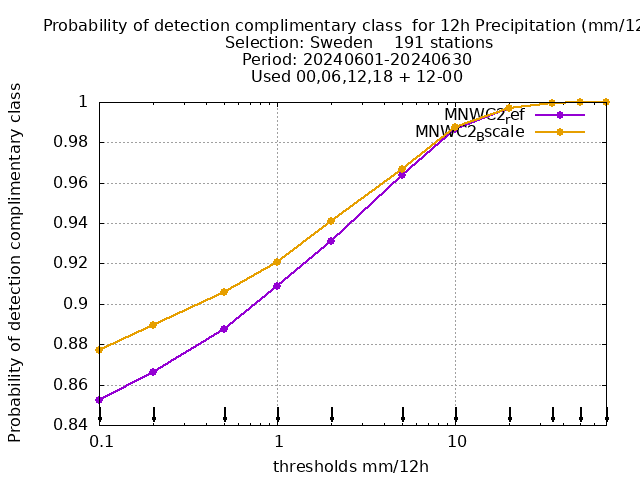 Probability of detection complimentary class  for 12h Precipitation (mm/12
Selection: Sweden    191 stations
Period: 20240601-20240630
Used 00,06,12,18 + 12-00
Probability of detection complimentary class
1
0.98
0.96
0.94
0.92
0.9
0.88
0.86
0.84
MNWC2ref
MNWC2Bscale
0.1
1
10
thresholds mm/12h